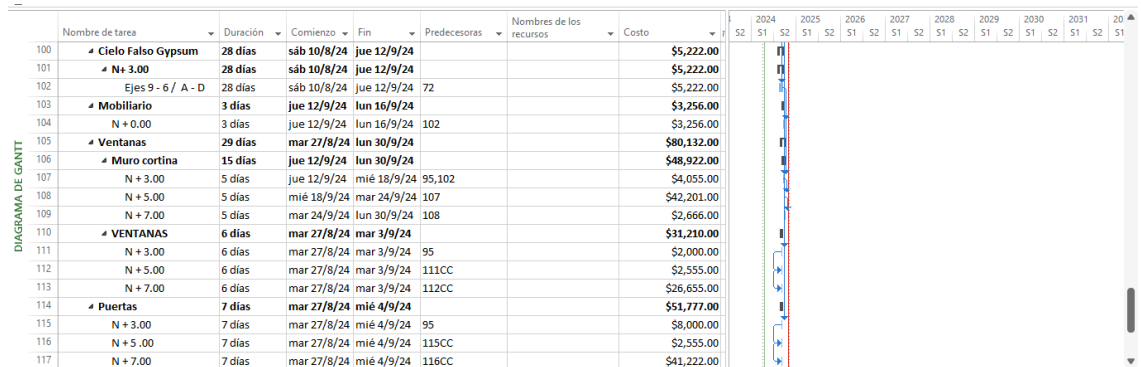 Nombre de tarea Duración Comienzo Fin Predecesoras Nombres de los recursos Costo
2024 2025 2026 2027 2028 2029 2030 2031 20
S2 S1 S2 S1 S2 S1 S2 S1 S2 S1 S2 S1 S2 S1 S2 S1 S2 S1
DIAGRAMA DE GANTT
100 Cielo Falso Gypsum 28 días sáb 10/8/24 jue 12/9/24 $5,222.00
101 N+ 3.00 28 días sáb 10/8/24 jue 12/9/24 $5,222.00
102 Ejes 9 - 6 / A - D 28 días sáb 10/8/24 jue 12/9/24 72 $5,222.00
103 Mobiliario 3 días jue 12/9/24 lun 16/9/24 $3,256.00
104 N + 0.00 3 días jue 12/9/24 lun 16/9/24 102 $3,256.00
105 Ventanas 29 días mar 27/8/24 lun 30/9/24 $80,132.00
106 Muro cortina 15 días jue 12/9/24 lun 30/9/24 $48,922.00
107 N + 3.00 5 días jue 12/9/24 mié 18/9/24 95,102 $4,055.00
108 N + 5.00 5 días mié 18/9/24 mar 24/9/24 107 $42,201.00
109 N + 7.00 5 días mar 24/9/24 lun 30/9/24 108 $2,666.00
110 VENTANAS 6 días mar 27/8/24 mar 3/9/24 $31,210.00
111 N + 3.00 6 días mar 27/8/24 mar 3/9/24 95 $2,000.00
112 N + 5.00 6 días mar 27/8/24 mar 3/9/24 111CC $2,555.00
113 N + 7.00 6 días mar 27/8/24 mar 3/9/24 112CC $26,655.00
114 Puertas 7 días mar 27/8/24 mié 4/9/24 $51,777.00
115 N + 3.00 7 días mar 27/8/24 mié 4/9/24 95 $8,000.00
116 N + 5 .00 7 días mar 27/8/24 mié 4/9/24 115CC $2,555.00
117 N + 7.00 7 días mar 27/8/24 mié 4/9/24 116CC $41,222.00